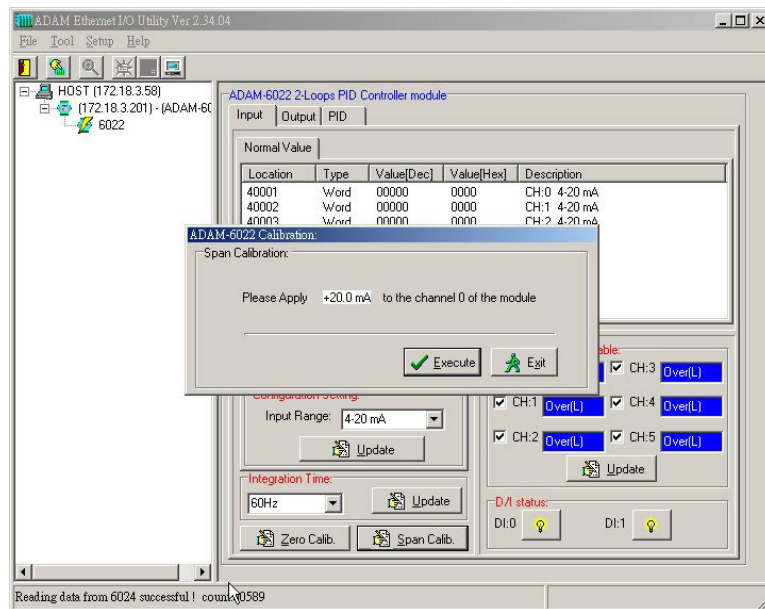 ADAM Ethernet I/O Utility Ver 2.34.04
File Tool Setup Help
HOST (172.18.3.58)
(172.18.3.201) - (ADAM-60
6022
ADAM-6022 2-Loops PID Controller module
Input Output PID
Normal Value
Location Type Value[Dec] Value[Hex] Description
40001 Word 00000 0000 CH:0 4-20 mA
40002 Word 00000 0000 CH:1 4-20 mA
40003 Word 00000 0000 CH:2 4-20 mA
ADAM-6022 Calibration:
Span Calibration:
Please Apply +20.0 mA to the channel 0 of the module
Execute Exit
Configuration Setting:
Input Range: 4-20 mA
Update
Integration Time:
60Hz Update
Zero Calib. Span Calib.
CH:3 Over(L)
CH:1 Over(L) CH:4 Over(L)
CH:2 Over(L) CH:5 Over(L)
Update
D/I status:
DI:0 DI:1
Reading data from 6024 successful ! 0589